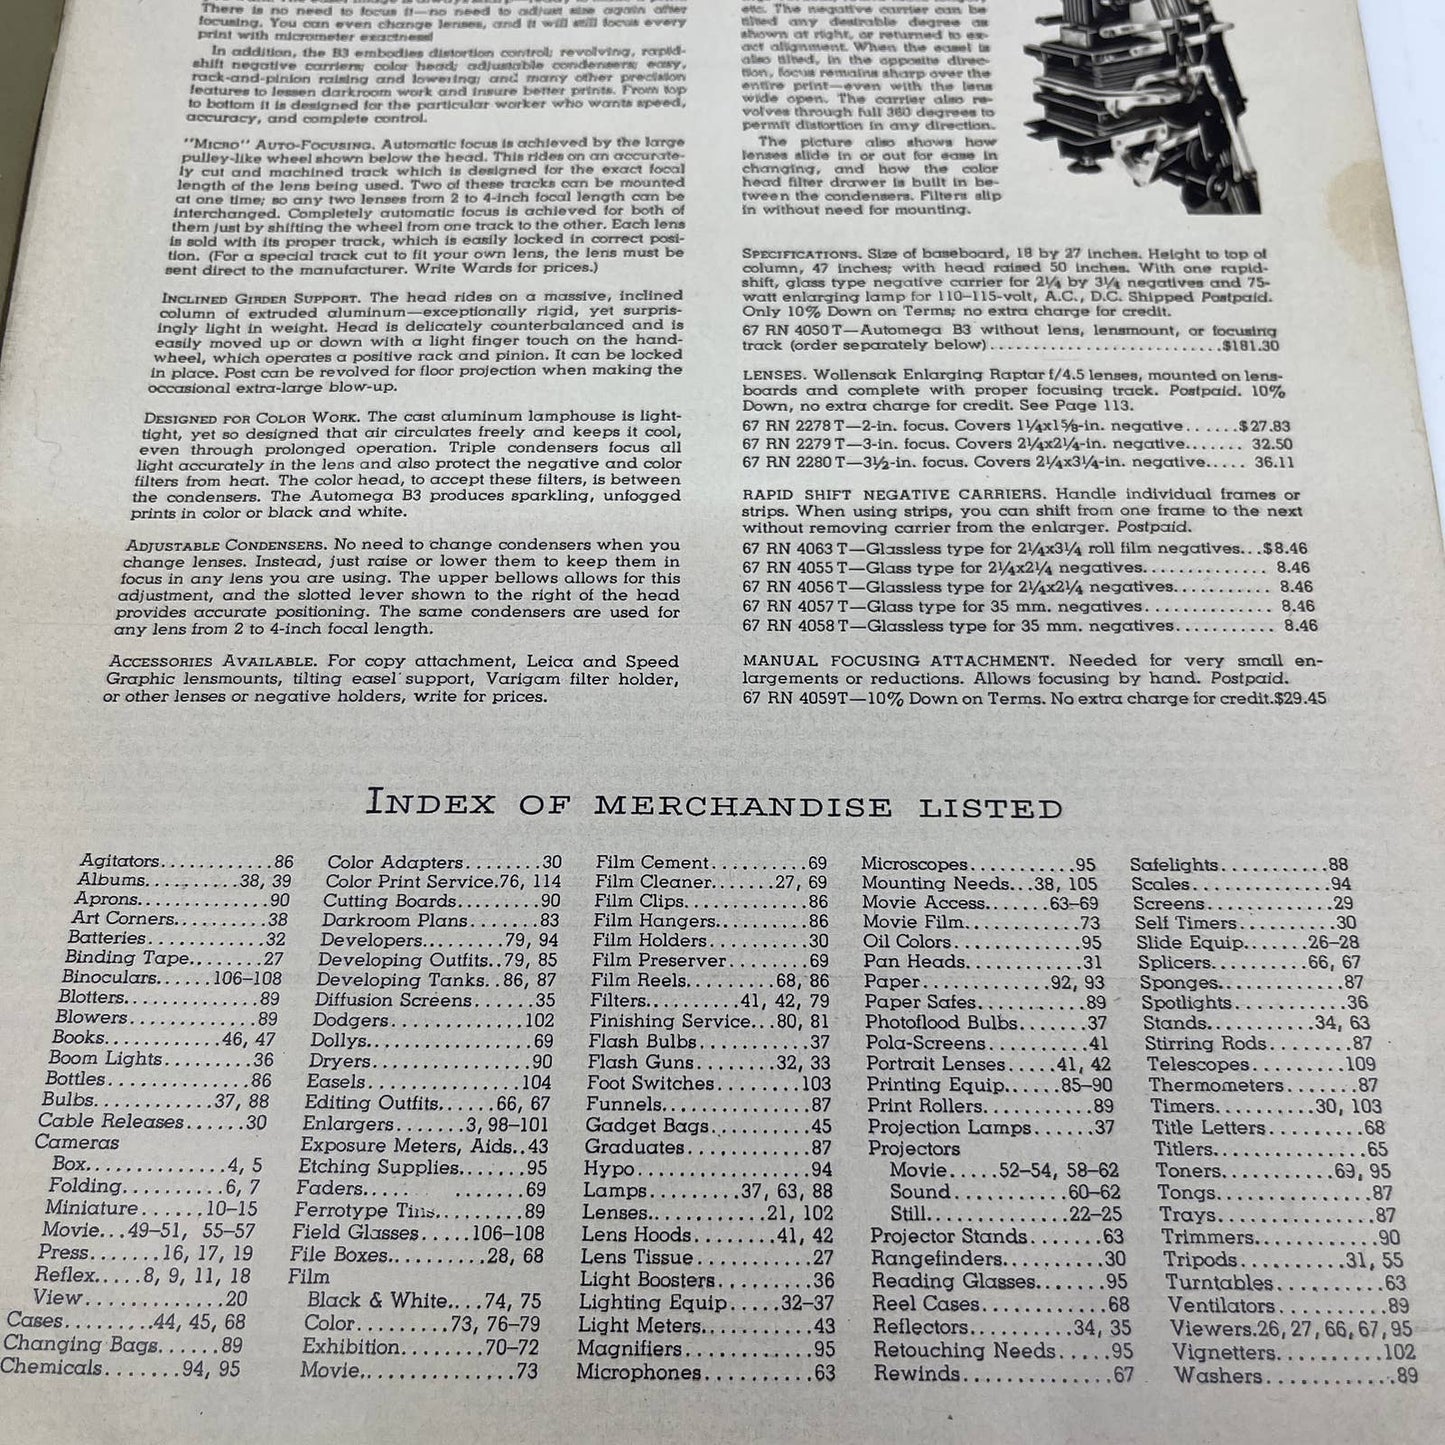 There is no need to focus it—no need to adjust size again after
focusing. You can even change lenses, and it will still focus every
print with micrometer exactness!
In addition, the B3 embodies distortion control; revolving, rapid-
shift negative carriers; color head; adjustable condensers; easy,
rack-and-pinion raising and lowering; and many other precision
features to lessen darkroom work and insure better prints. From top
to bottom it is designed for the particular worker who wants speed,
accuracy, and complete control.
"MICRO" AUTO-FOCUSING. Automatic focus is achieved by the large
pulley-like wheel shown below the head. This rides on an accurate-
ly cut and machined track which is designed for the exact focal
length of the lens being used. Two of these tracks can be mounted
at one time; so any two lenses from 2 to 4-inch focal length can be
interchanged. Completely automatic focus is achieved for both of
them just by shifting the wheel from one track to the other. Each lens
is sold with its proper track, which is easily locked in correct posi-
tion. (For a special track cut to fit your own lens, the lens must be
sent direct to the manufacturer. Write Wards for prices.)
INCLINED GIRDER SUPPORT. The head rides on a massive, inclined
column of extruded aluminum—exceptionally rigid, yet surpris-
ingly light in weight. Head is delicately counterbalanced and is
easily moved up or down with a light finger touch on the hand-
wheel, which operates a positive rack and pinion. It can be locked
in place. Post can be revolved for floor projection when making the
occasional extra-large blow-up.
DESIGNED FOR COLOR WORK. The cast aluminum lamphouse is light-
tight, yet so designed that air circulates freely and keeps it cool,
even through prolonged operation. Triple condensers focus all
light accurately in the lens and also protect the negative and color
filters from heat. The color head, to accept these filters, is between
the condensers. The Automega B3 produces sparkling, unfogged
prints in color or black and white.
ADJUSTABLE CONDENSERS. No need to change condensers when you
change lenses. Instead, just raise or lower them to keep them in
focus in any lens you are using. The upper bellows allows for this
adjustment, and the slotted lever shown to the right of the head
provides accurate positioning. The same condensers are used for
any lens from 2 to 4-inch focal length.
ACCESSORIES AVAILABLE. For copy attachment, Leica and Speed
Graphic lensmounts, tilting easel support, Varigam filter holder,
or other lenses or negative holders, write for prices.
etc. The negative carrier can be
tilted any desirable degree as
shown at right, or returned to ex-
act alignment. When the easel is
also tilted, in the opposite direc-
tion, focus remains sharp over the
entire print—even with the lens
wide open. The carrier also re-
volves through full 360 degrees to
permit distortion in any direction.
The picture also shows how
lenses slide in or out for ease in
changing, and how the color
head filter drawer is built in be-
tween the condensers. Filters slip
in without need for mounting.
SPECIFICATIONS. Size of baseboard, 18 by 27 inches. Height to top of
column, 47 inches; with head raised 50 inches. With one rapid-
shift, glass type negative carrier for 2¼ by 3¼ negatives and 75-
watt enlarging lamp for 110-115-volt, A.C., D.C. Shipped Postpaid.
Only 10% Down on Terms; no extra charge for credit.
67 RN 4050 T—Automega B3 without lens, lensmount, or focusing
track (order separately below)..........................$181.30
LENSES. Wollensak Enlarging Raptar f/4.5 lenses, mounted on lens-
boards and complete with proper focusing track. Postpaid. 10%
Down, no extra charge for credit. See Page 113.
67 RN 2278 T—2-in. focus. Covers 1¼x1⅝-in. negative......$27.83
67 RN 2279 T—3-in. focus. Covers 2¼x2¼-in. negative...... 32.50
67 RN 2280 T—3½-in. focus. Covers 2¼x3¼-in. negative..... 36.11
RAPID SHIFT NEGATIVE CARRIERS. Handle individual frames or
strips. When using strips, you can shift from one frame to the next
without removing carrier from the enlarger. Postpaid.
67 RN 4063 T—Glassless type for 2¼x3¼ roll film negatives...$8.46
67 RN 4055 T—Glass type for 2¼x2¼ negatives............. 8.46
67 RN 4056 T—Glassless type for 2¼x2¼ negatives.......... 8.46
67 RN 4057 T—Glass type for 35 mm. negatives............. 8.46
67 RN 4058 T—Glassless type for 35 mm. negatives.......... 8.46
MANUAL FOCUSING ATTACHMENT. Needed for very small en-
largements or reductions. Allows focusing by hand. Postpaid.
67 RN 4059T—10% Down on Terms. No extra charge for credit.$29.45
INDEX OF MERCHANDISE LISTED
Agitators............86
Albums..........38, 39
Aprons..............90
Art Corners..........38
Batteries............32
Binding Tape........27
Binoculars......106-108
Blotters..............89
Blowers.............89
Books...........46, 47
Boom Lights.........36
Bottles..............86
Bulbs............37, 88
Cable Releases......30
Cameras
Box..............4, 5
Folding..........6, 7
Miniature......10-15
Movie...49-51, 55-57
Press.......16, 17, 19
Reflex.....8, 9, 11, 18
View.............20
Cases.........44, 45, 68
Changing Bags......89
Chemicals.......94, 95
Color Adapters........30
Color Print Service.76, 114
Cutting Boards........90
Darkroom Plans.......83
Developers........79, 94
Developing Outfits..79, 85
Developing Tanks..86, 87
Diffusion Screens......35
Dodgers............102
Dollys................69
Dryers...............90
Easels..............104
Editing Outfits......66, 67
Enlargers.......3, 98-101
Exposure Meters, Aids..43
Etching Supplies.......95
Faders.... .......69
Ferrotype Tins.........89
Field Glasses.....106-108
File Boxes..........28, 68
Film
Black & White....74, 75
Color.........73, 76-79
Exhibition........70-72
Movie..............73
Film Cement..........69
Film Cleaner.......27, 69
Film Clips............86
Film Hangers.........86
Film Holders..........30
Film Preserver........69
Film Reels........68, 86
Filters..........41, 42, 79
Finishing Service...80, 81
Flash Bulbs...........37
Flash Guns........32, 33
Foot Switches........103
Funnels..............87
Gadget Bags..........45
Graduates............87
Hypo................94
Lamps.........37, 63, 88
Lenses...........21, 102
Lens Hoods........41, 42
Lens Tissue...........27
Light Boosters.........36
Lighting Equip.....32-37
Light Meters..........43
Magnifiers............95
Microphones..........63
Microscopes..........95
Mounting Needs...38, 105
Movie Access......63-69
Movie Film...........73
Oil Colors............95
Pan Heads............31
Paper.............92, 93
Paper Safes..........89
Photoflood Bulbs......37
Pola-Screens..........41
Portrait Lenses.....41, 42
Printing Equip.....85-90
Print Rollers..........89
Projection Lamps......37
Projectors
Movie.....52-54, 58-62
Sound...........60-62
Still.............22-25
Projector Stands.......63
Rangefinders..........30
Reading Glasses.......95
Reel Cases............68
Reflectors.........34, 35
Retouching Needs.....95
Rewinds..............67
Safelights...........88
Scales..............94
Screens.............29
Self Timers..........30
Slide Equip.......26-28
Splicers..........66, 67
Sponges............87
Spotlights...........36
Stands...........34, 63
Stirring Rods........87
Telescopes.........109
Thermometers.......87
Timers..........30, 103
Title Letters.........68
Titlers..............65
Toners...........69, 95
Tongs..............87
Trays...............87
Trimmers............90
Tripods..........31, 55
Turntables..........63
Ventilators..........89
Viewers.26, 27, 66, 67, 95
Vignetters..........102
Washers............89